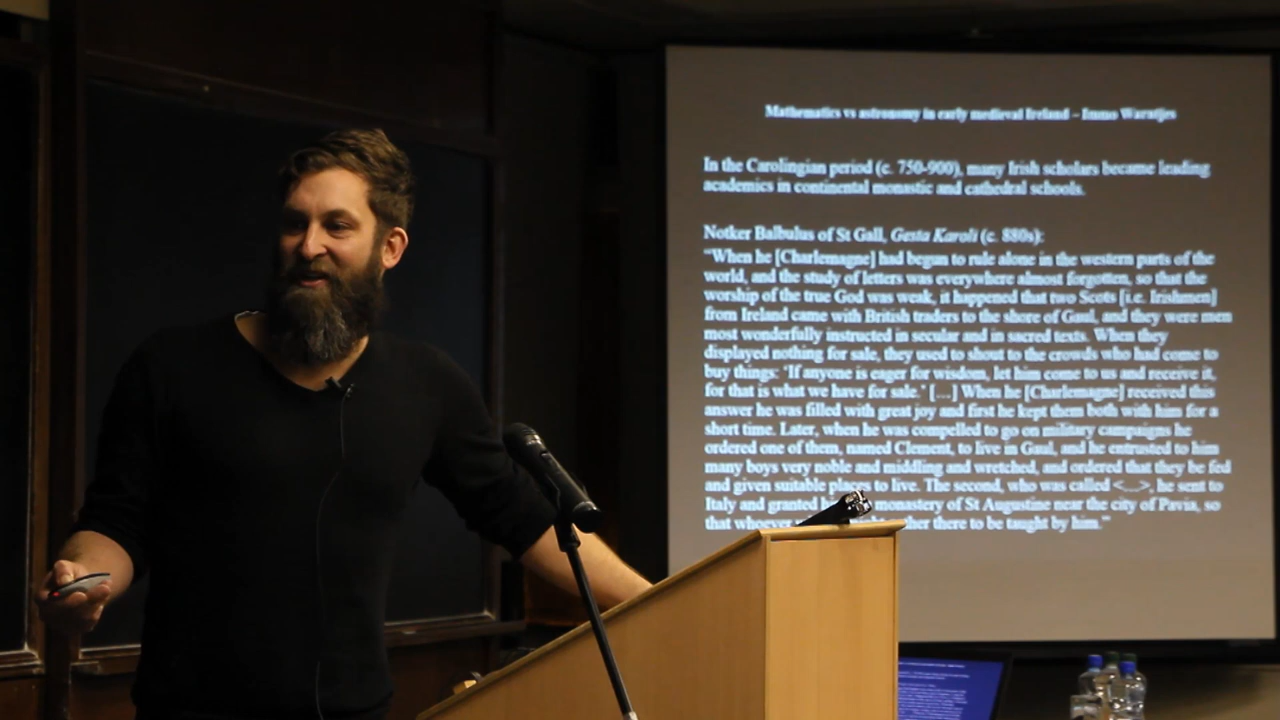 Mathematics vs astronomy in early medieval Ireland – Immo Warntjes
In the Carolingian period (c. 750-900), many Irish scholars became leading
academics in continental monastic and cathedral schools.
Notker Balbulus of St Gall, Gesta Karoli (c. 880s):
“When he [Charlemagne] had begun to rule alone in the western parts of the
world, and the study of letters was everywhere almost forgotten, so that the
worship of the true God was weak, it happened that two Scots [i.e. Irishmen]
from Ireland came with British traders to the shore of Gaul, and they were men
most wonderfully instructed in secular and in sacred texts. When they
displayed nothing for sale, they used to shout to the crowds who had come to
buy things: ‘If anyone is eager for wisdom, let him come to us and receive it,
for that is what we have for sale.’ […] When he [Charlemagne] received this
answer he was filled with great joy and first he kept them both with him for a
short time. Later, when he was compelled to go on military campaigns he
ordered one of them, named Clement, to live in Gaul, and he entrusted to him
many boys very noble and middling and wretched, and ordered that they be fed
and given suitable places to live. The second, who was called <...>, he sent to
Italy and granted monastery of St Augustine near the city of Pavia, so
that whoever there to be taught by him.”